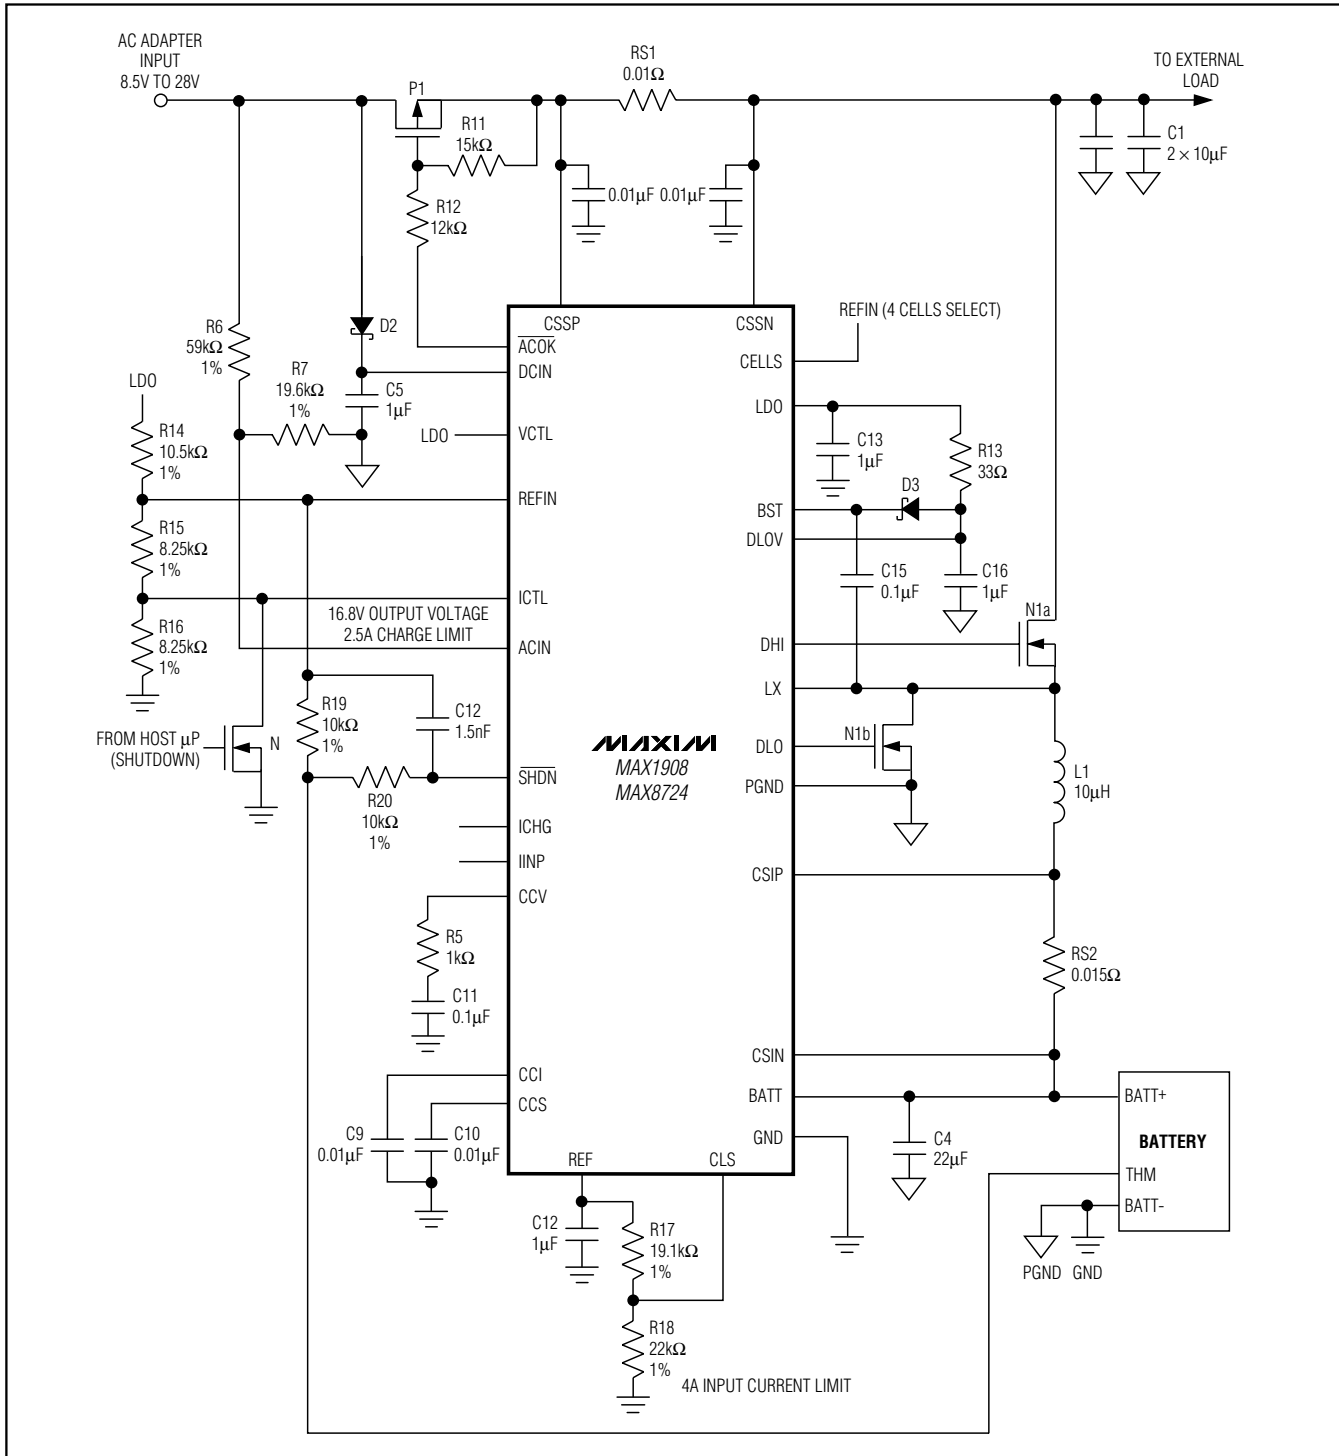 AC ADAPTER
INPUT
8.5V TO 28V
P1
RS1
0.01Ω
TO EXTERNAL
LOAD
R11
15kΩ
C1
2 × 10μF
0.01μF
0.01μF
R12
12kΩ
R6
59kΩ
1%
D2
R7
19.6kΩ
1%
C5
1μF
LDO
LDO
R14
10.5kΩ
1%
R15
8.25kΩ
1%
R16
8.25kΩ
1%
16.8V OUTPUT VOLTAGE
2.5A CHARGE LIMIT
FROM HOST μP
(SHUTDOWN)
N
R19
10kΩ
1%
C12
1.5nF
R20
10kΩ
1%
R5
1kΩ
C11
0.1μF
C9
0.01μF
C10
0.01μF
CSSP
CSSN
ACOK
DCIN
VCTL
REFIN
ICTL
ACIN
SHDN
ICHG
IINP
CCV
CCI
CCS
REF
CLS
MAXIM
MAX1908
MAX8724
CELLS
LDO
BST
DLOV
DHI
LX
DLO
PGND
CSIP
CSIN
BATT
GND
REFIN (4 CELLS SELECT)
C13
1μF
R13
33Ω
D3
C15
0.1μF
C16
1μF
N1a
N1b
L1
10μH
RS2
0.015Ω
C4
22μF
BATT+
BATTERY
THM
BATT-
PGND
GND
C12
1μF
R17
19.1kΩ
1%
R18
22kΩ
1%
4A INPUT CURRENT LIMIT